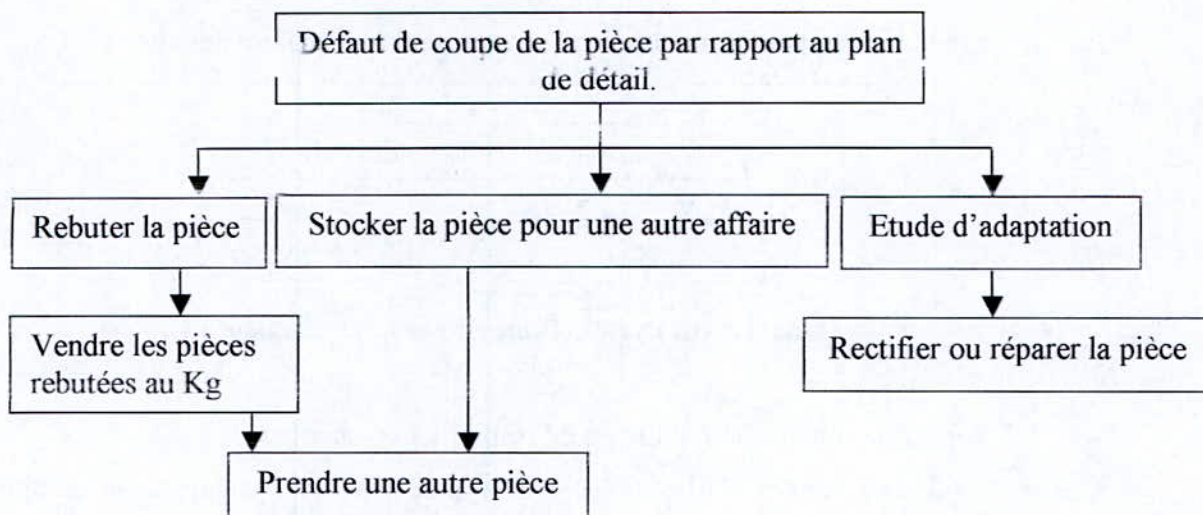 Défaut de coupe de la pièce par rapport au plan
de détail.
Rebuter la pièce
Stocker la pièce pour une autre affaire
Etude d’adaptation
Vendre les pièces
rebutées au Kg
Rectifier ou réparer la pièce
Prendre une autre pièce